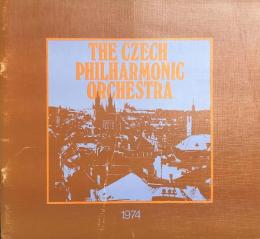 THE CZECH
PHILHARMONIC
ORCHESTRA
1974